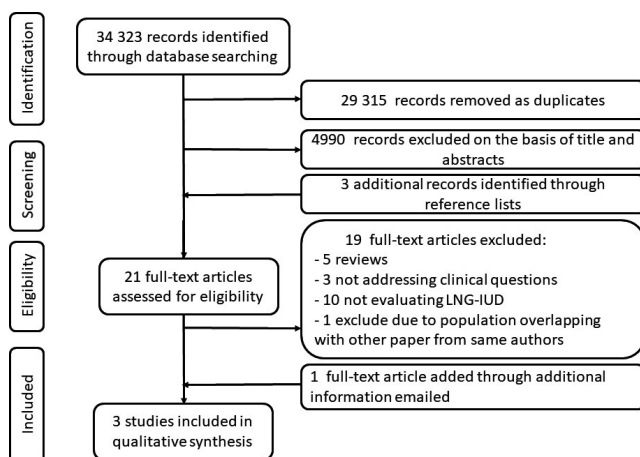 Identification
34 323 records identified
through database searching
29 315 records removed as duplicates
4990 records excluded on the basis of title and
abstracts
Screening
3 additional records identified through
reference lists
Eligibility
21 full-text articles
assessed for eligibility
19 full-text articles excluded:
- 5 reviews
- 3 not addressing clinical questions
- 10 not evaluating LNG-IUD
- 1 exclude due to population overlapping
with other paper from same authors
Included
1 full-text article added through additional
information emailed
3 studies included in
qualitative synthesis